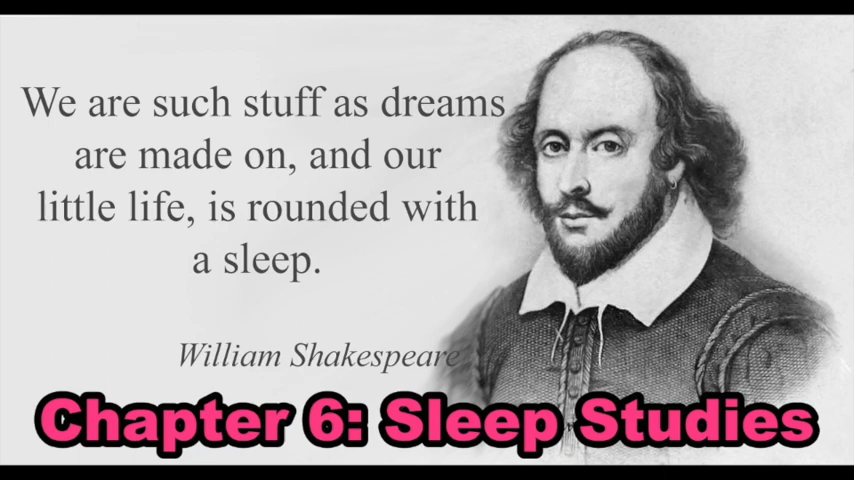 We are such stuff as dreams
are made on, and our
little life, is rounded with
a sleep.
William Shakespeare
Chapter 6: Sleep Studies